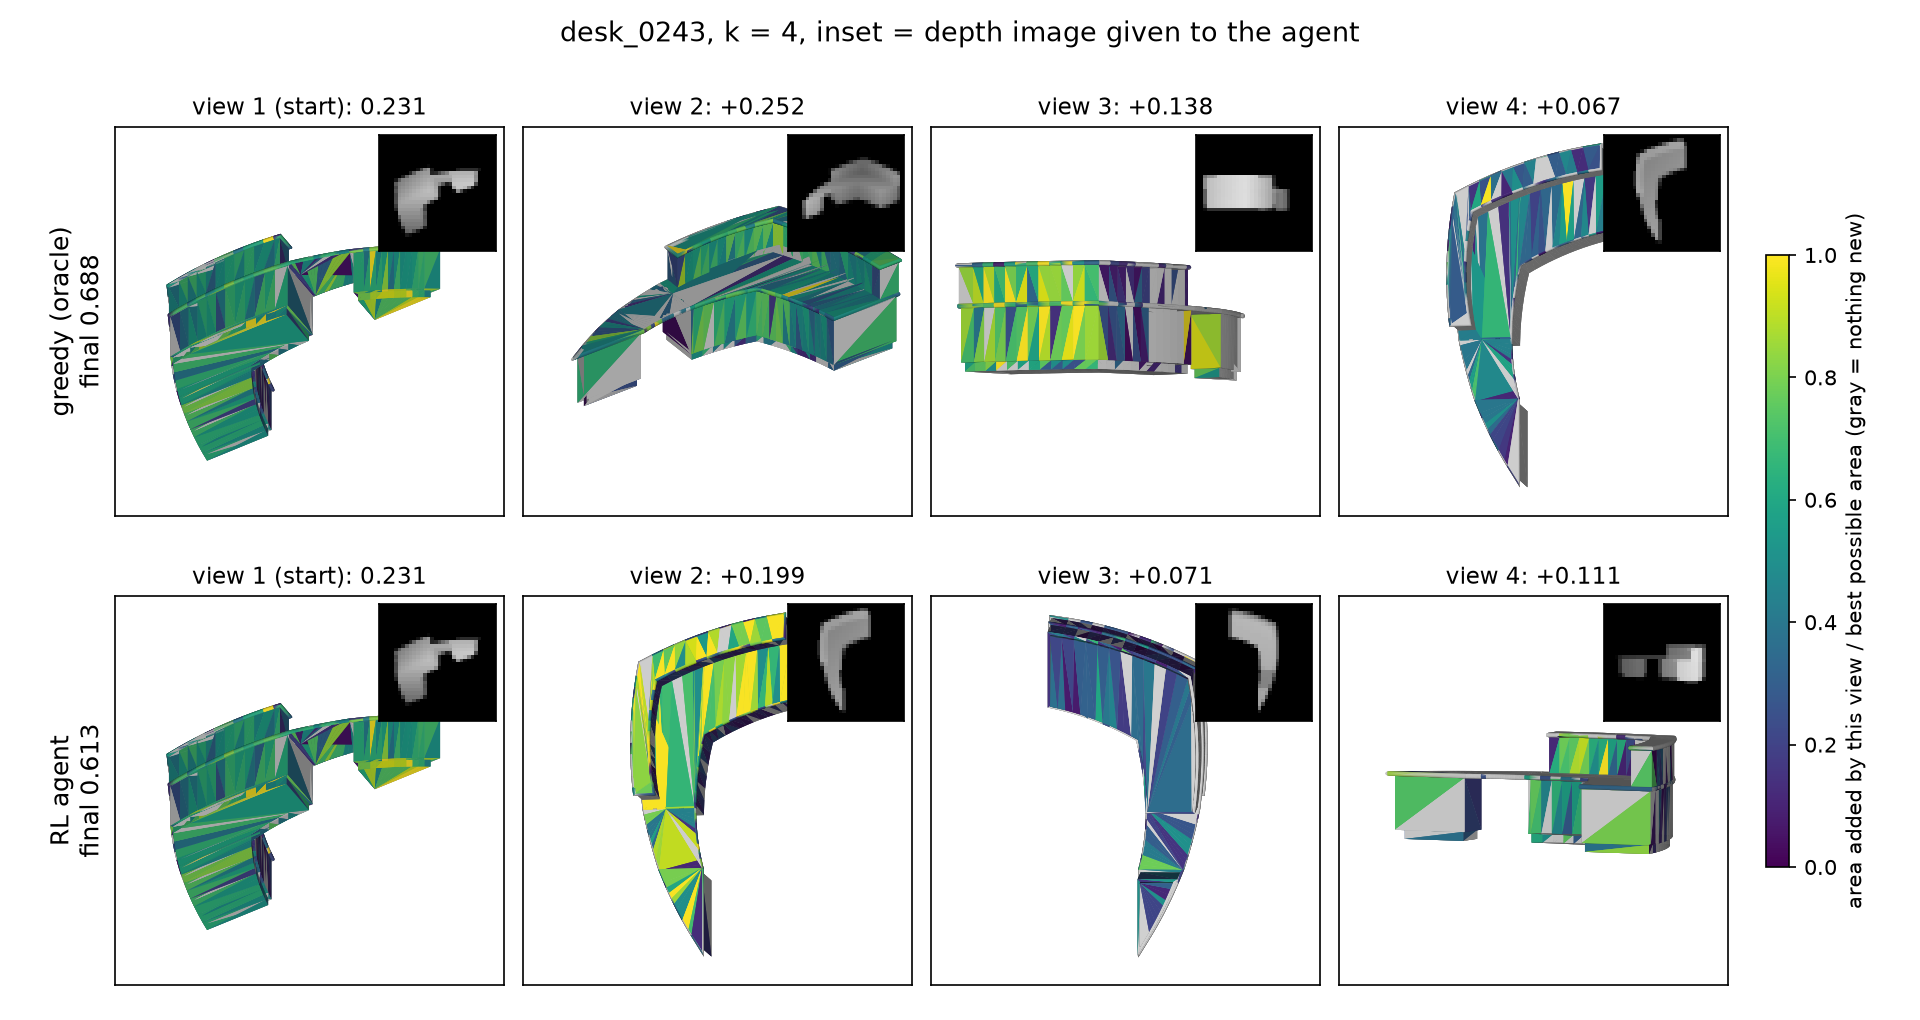 desk_0243, k = 4, inset = depth image given to the agent
view 1 (start): 0.231
view 2: +0.252
view 3: +0.138
view 4: +0.067
greedy (oracle)
final 0.688
view 1 (start): 0.231
view 2: +0.199
view 3: +0.071
view 4: +0.111
RL agent
final 0.613
1.0
0.8
0.6
0.4
0.2
0.0
area added by this view / best possible area (gray = nothing new)